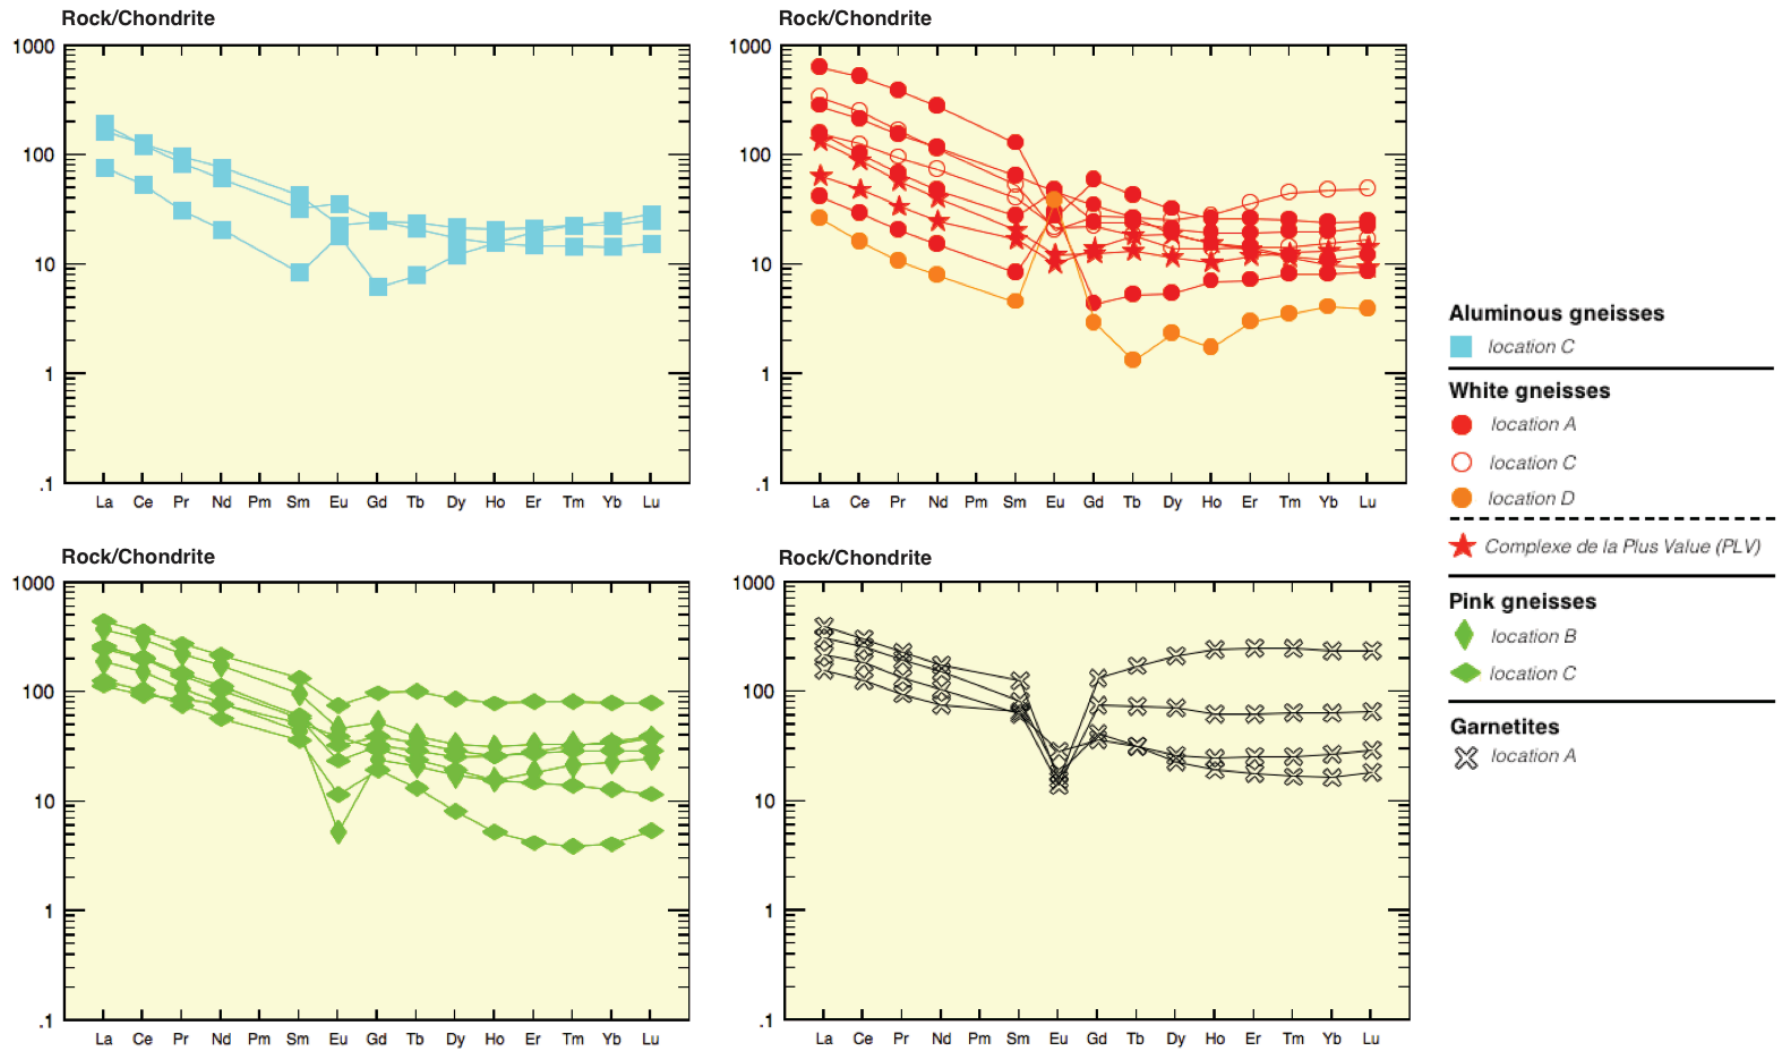 Rock/Chondrite
1000
100
10
1
.1
La Ce Pr Nd Pm Sm Eu Gd Tb Dy Ho Er Tm Yb Lu
Rock/Chondrite
1000
100
10
1
.1
La Ce Pr Nd Pm Sm Eu Gd Tb Dy Ho Er Tm Yb Lu
Rock/Chondrite
1000
100
10
1
.1
La Ce Pr Nd Pm Sm Eu Gd Tb Dy Ho Er Tm Yb Lu
Rock/Chondrite
1000
100
10
1
.1
La Ce Pr Nd Pm Sm Eu Gd Tb Dy Ho Er Tm Yb Lu
Aluminous gneisses
location C
White gneisses
location A
location C
location D
Complexe de la Plus Value (PLV)
Pink gneisses
location B
location C
Garnetites
location A